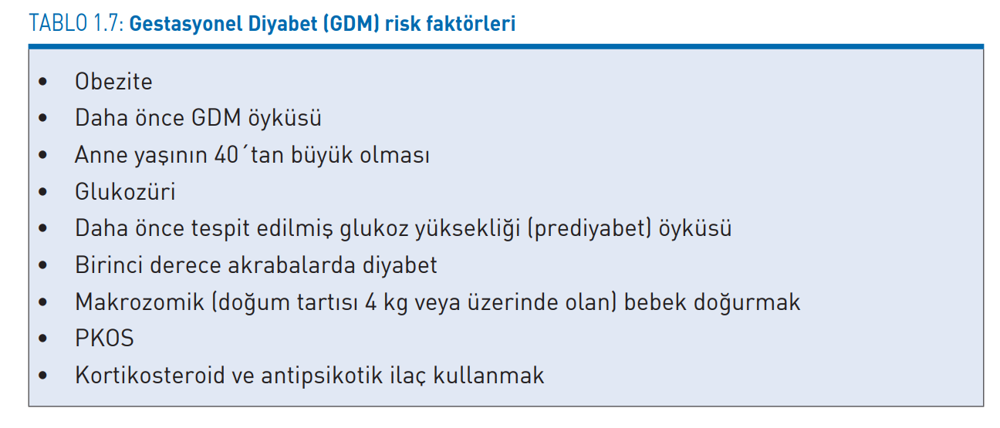 TABLO 1.7: Gestasyonel Diyabet (GDM) risk faktörleri
• Obezite
• Daha önce GDM öyküsü
• Anne yaşının 40´tan büyük olması
• Glukozüri
• Daha önce tespit edilmiş glukoz yüksekliği (prediyabet) öyküsü
• Birinci derece akrabalarda diyabet
• Makrozomik (doğum tartısı 4 kg veya üzerinde olan) bebek doğurmak
• PKOS
• Kortikosteroid ve antipsikotik ilaç kullanmak